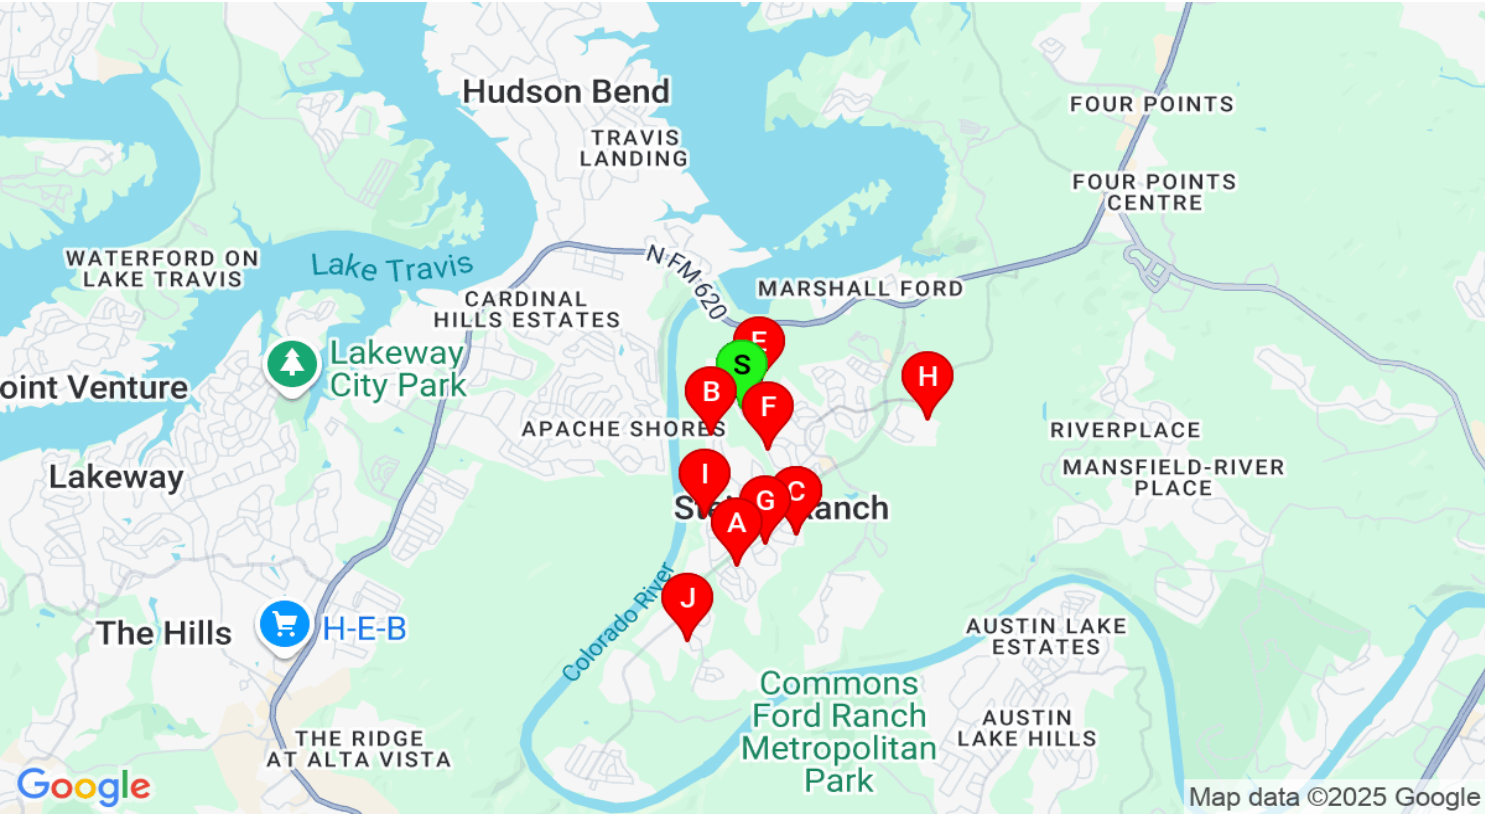 Hudson Bend
TRAVIS
LANDING
FOUR POINTS
FOUR POINTS
CENTRE
WATERFORD ON
LAKE TRAVIS
Lake Travis
N FM 620
MARSHALL FORD
CARDINAL
HILLS ESTATES
Lakeway
City Park
oint Venture
E
S
B
F
H
APACHE SHORES
RIVERPLACE
MANSFIELD-RIVER
PLACE
Lakeway
I
G
C
A
J
Colorado River
The Hills
H-E-B
AUSTIN LAKE
ESTATES
Commons
Ford Ranch
Metropolitan
Park
AUSTIN
LAKE HILLS
THE RIDGE
AT ALTA VISTA
Google
Map data ©2025 Google